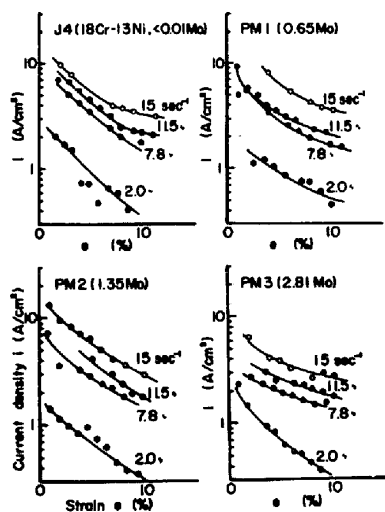 J4(18Cr-13Ni,<0.01Mo)
i (A/cm²)
10
1
15 sec⁻¹
11.5 〃
7.8 〃
2.0 〃
0
10
e (%)
PM1 (0.65Mo)
i (A/cm²)
10
1
15 sec⁻¹
11.5 〃
7.8 〃
2.0 〃
0
10
e (%)
PM2 (1.35Mo)
Current density i (A/cm²)
10
1
15 sec⁻¹
11.5 〃
7.8 〃
2.0 〃
0
10
Strain e (%)
PM3 (2.81Mo)
i (A/cm²)
10
1
15 sec⁻¹
11.5 〃
7.8 〃
2.0 〃
0
10
e (%)